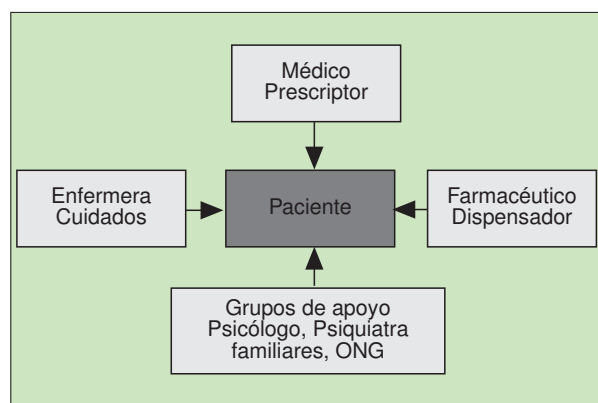 Médico
Prescriptor
Enfermera
Cuidados
Paciente
Farmacéutico
Dispensador
Grupos de apoyo
Psicólogo, Psiquiatra
familiares, ONG